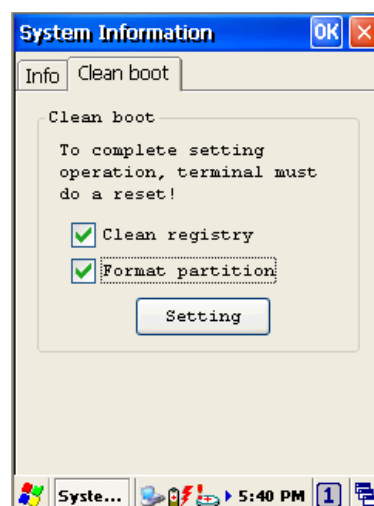 System Information OK
Info Clean boot
Clean boot
To complete setting
operation, terminal must
do a reset!
Clean registry
Format partition
Setting
Syste... 5:40 PM 1